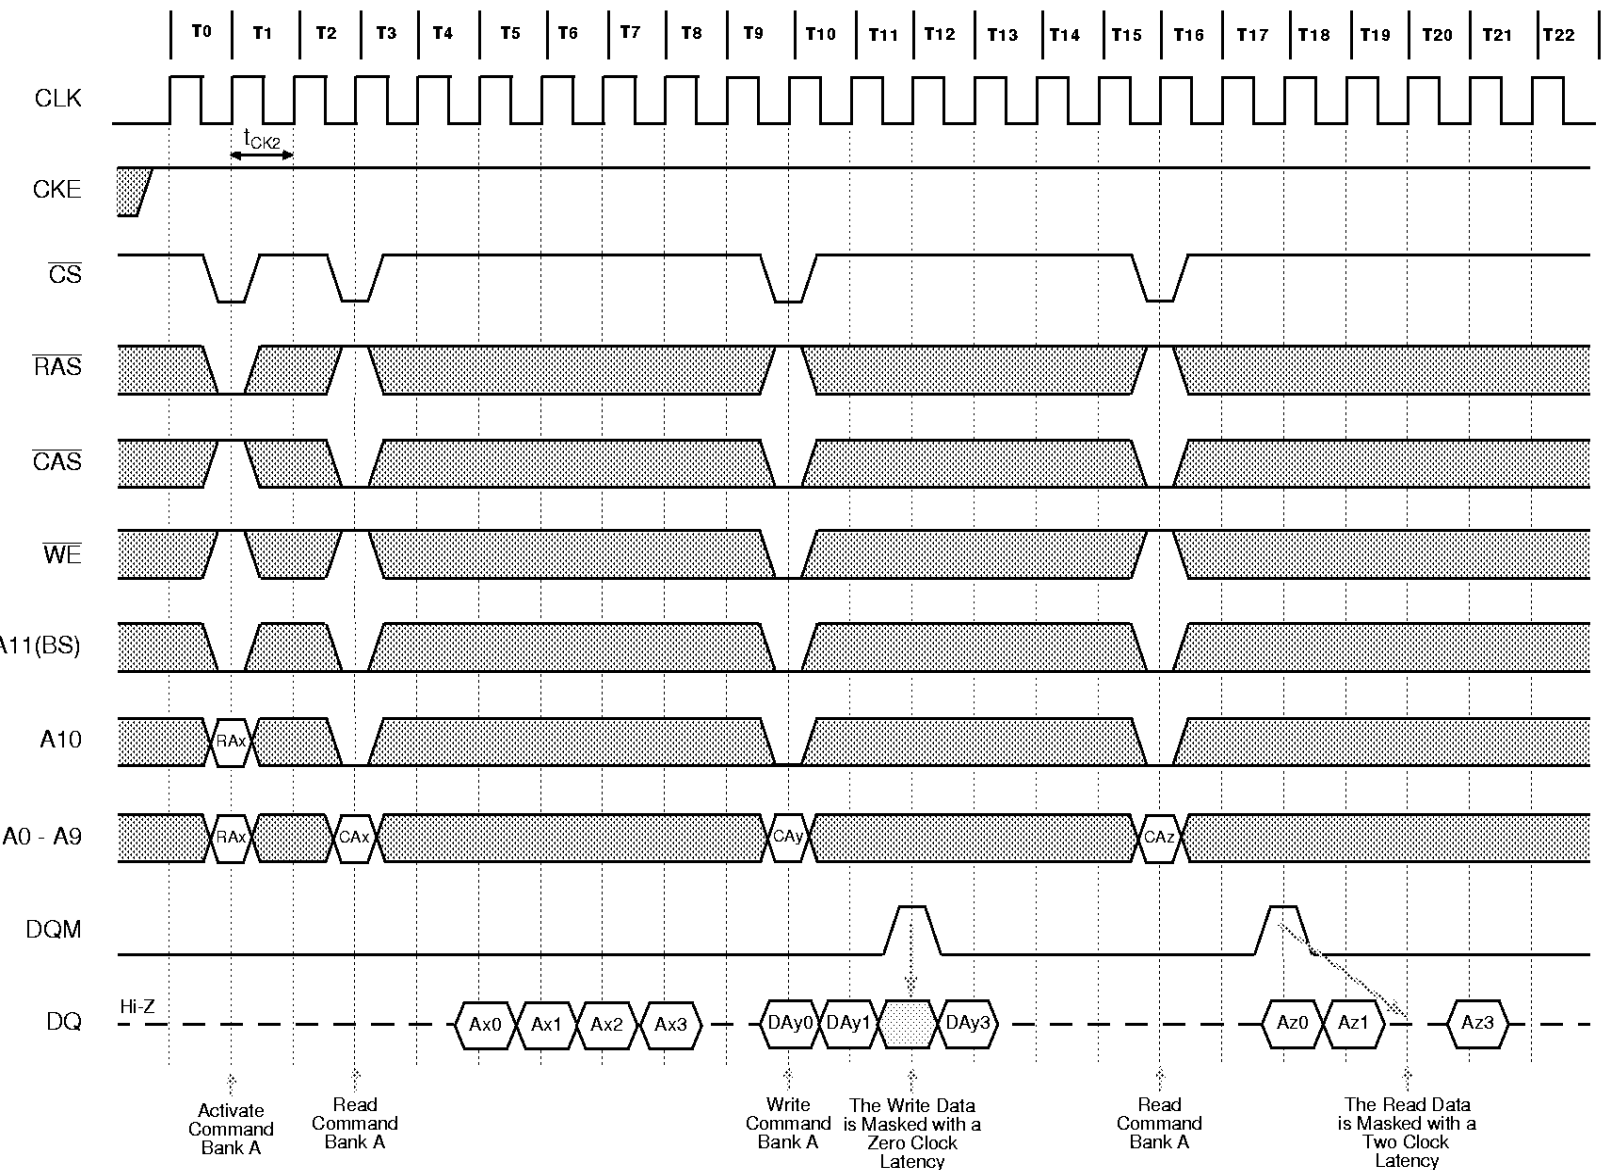 T0 T1 T2 T3 T4 T5 T6 T7 T8 T9 T10 T11 T12 T13 T14 T15 T16 T17 T18 T19 T20 T21 T22
CLK
tCK2
CKE
CS
RAS
CAS
WE
A11(BS)
A10 RAx
A0 - A9 RAx CAx CAy CAz
DQM
Hi-Z
DQ Ax0 Ax1 Ax2 Ax3 DAy0 DAy1 DAy3 Az0 Az1 Az3
Activate
Command
Bank A
Read
Command
Bank A
Write
Command
Bank A
The Write Data
is Masked with a
Zero Clock
Latency
Read
Command
Bank A
The Read Data
is Masked with a
Two Clock
Latency